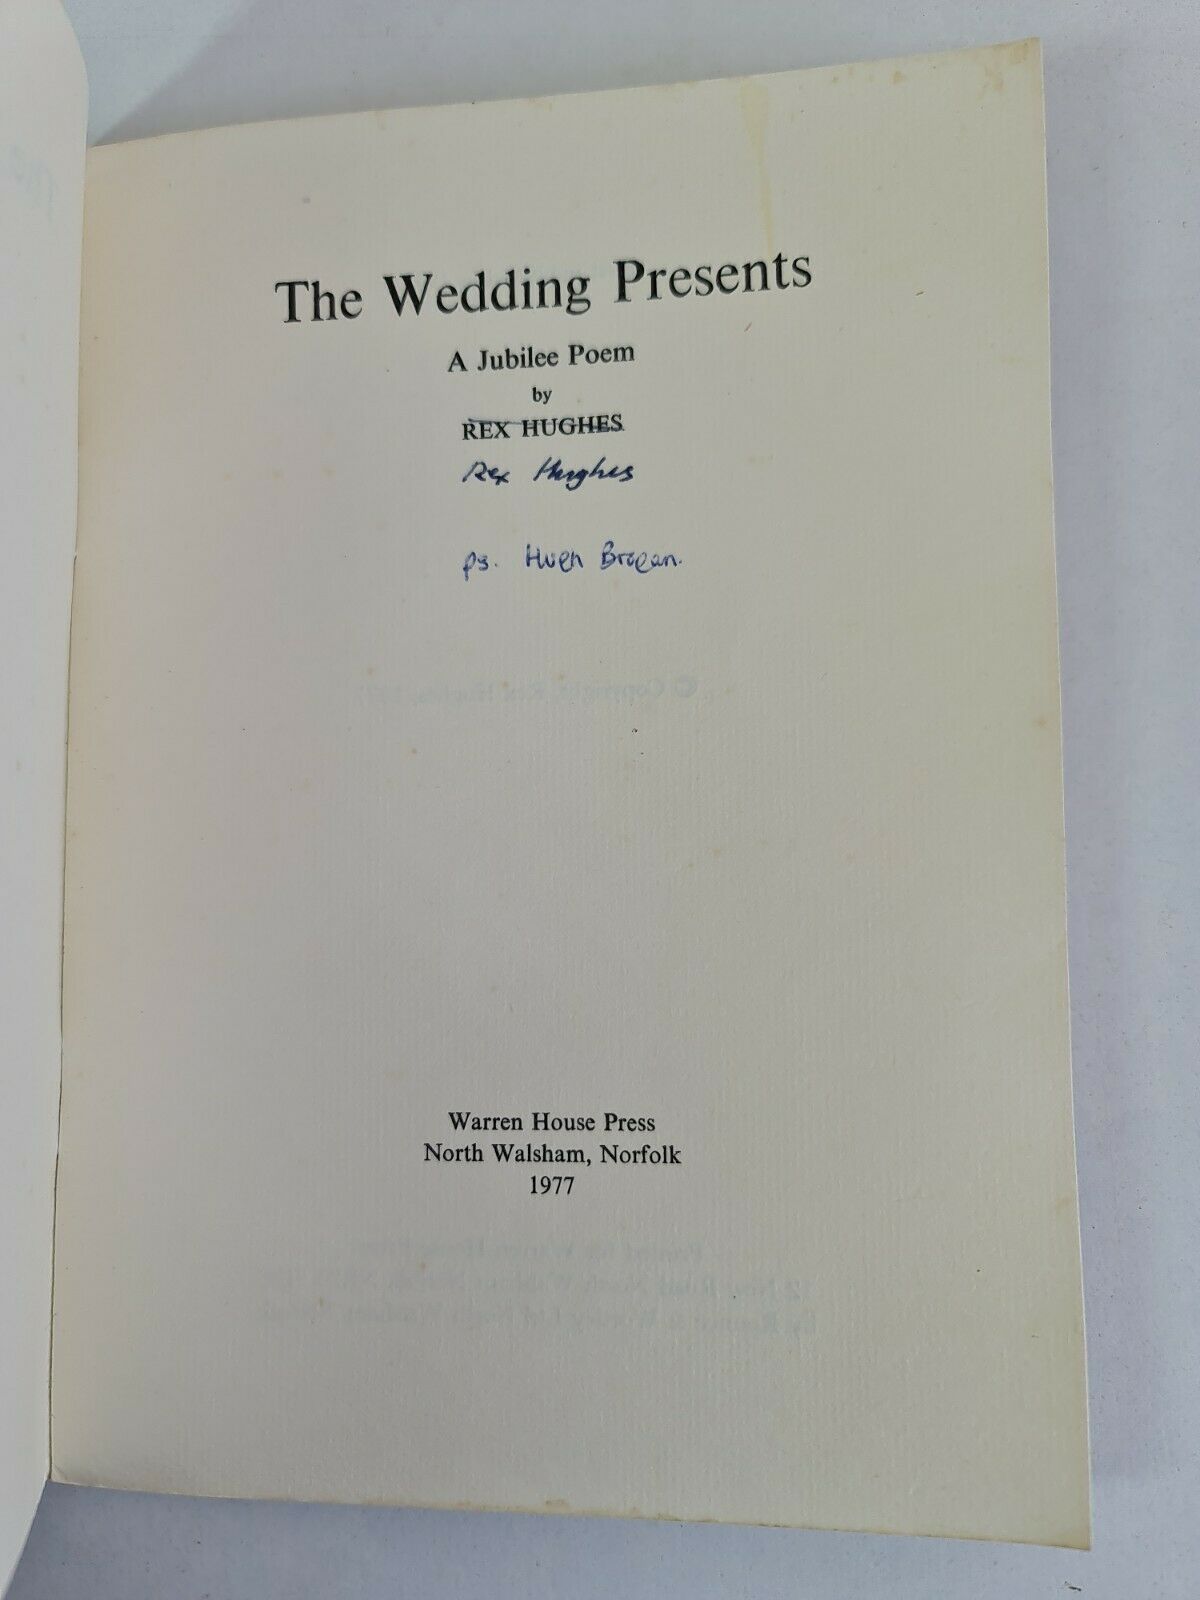 The Wedding Presents
A Jubilee Poem
by
REX HUGHES
Rex Hughes
ps. Hugh Brogan.
Warren House Press
North Walsham, Norfolk
1977